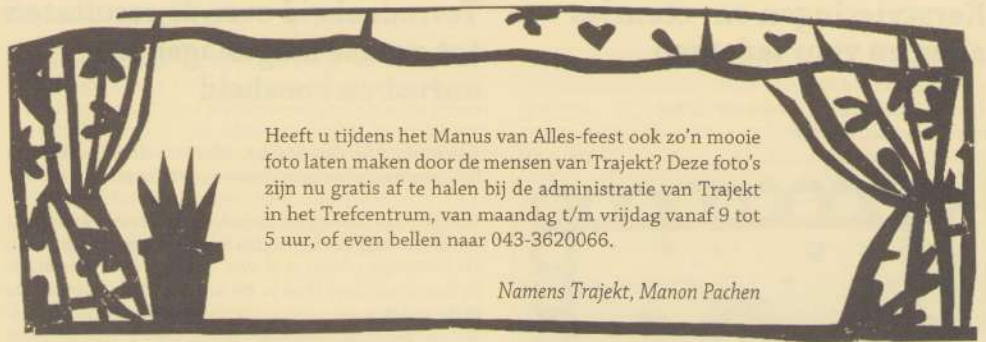 Heeft u tijdens het Manus van Alles-feest ook zo'n mooie
foto laten maken door de mensen van Trajekt? Deze foto's
zijn nu gratis af te halen bij de administratie van Trajekt
in het Trefcentrum, van maandag t/m vrijdag vanaf 9 tot
5 uur, of even bellen naar 043-3620066.
Namens Trajekt, Manon Pachen